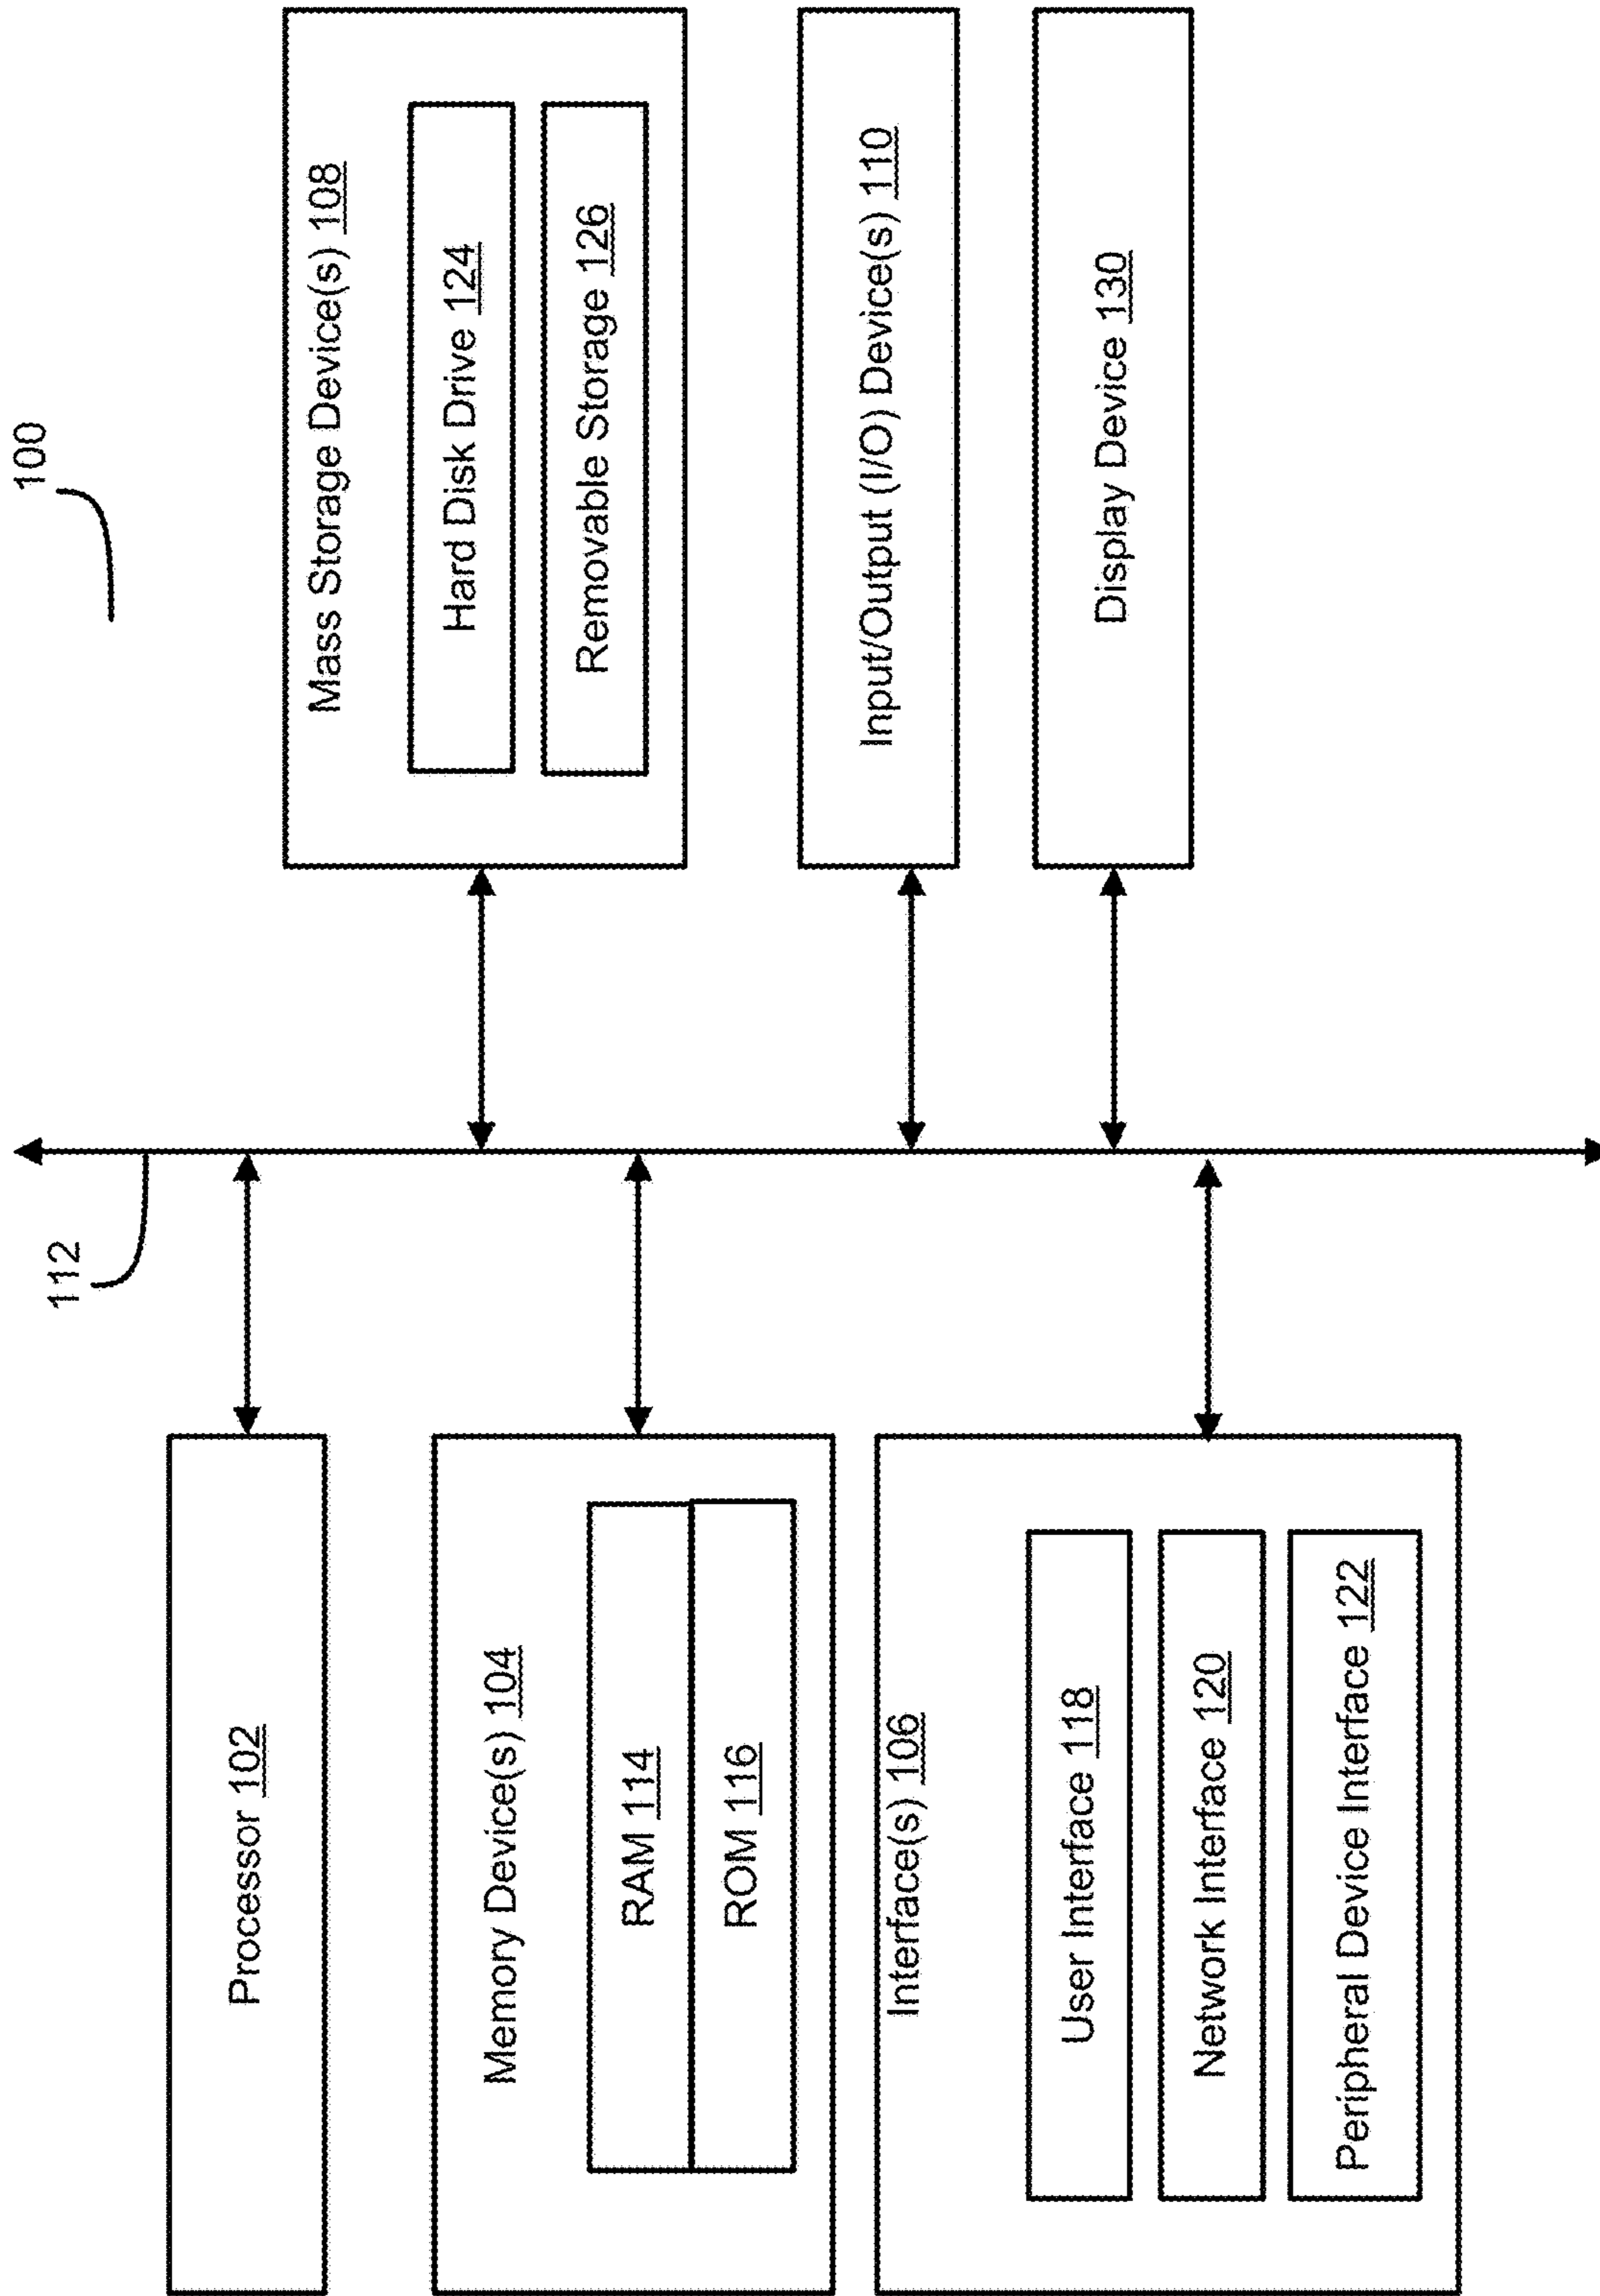 100
112
Processor 102
Memory Device(s) 104
RAM 114
ROM 116
Interface(s) 106
User Interface 118
Network Interface 120
Peripheral Device Interface 122
Mass Storage Device(s) 108
Hard Disk Drive 124
Removable Storage 126
Input/Output (I/O) Device(s) 110
Display Device 130